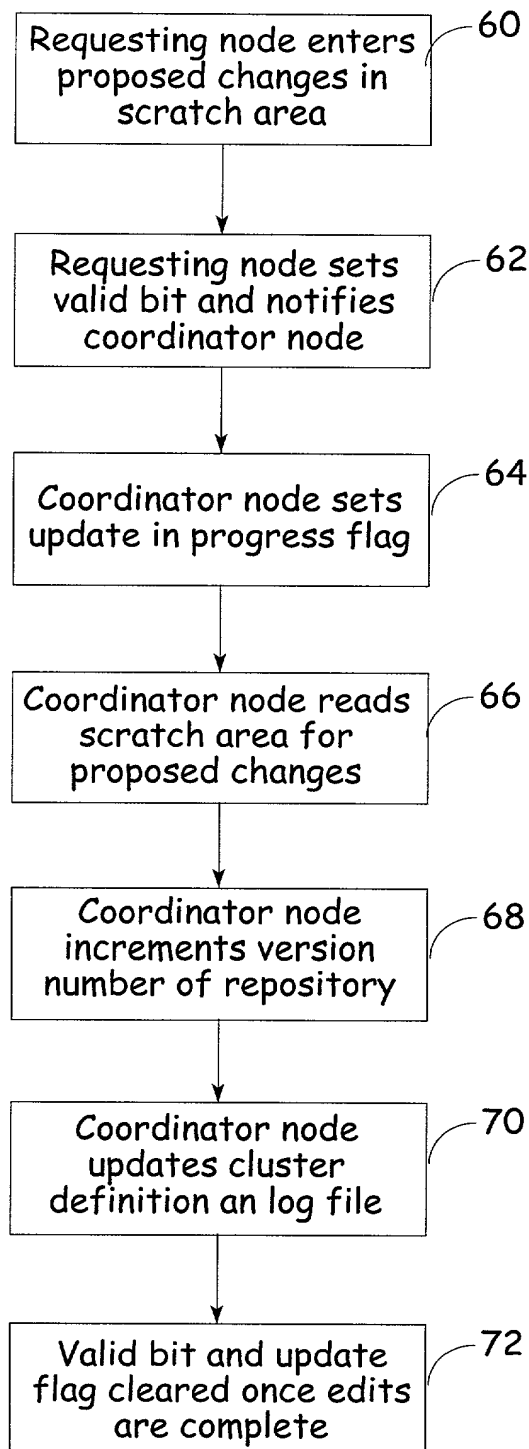 Requesting node enters
proposed changes in
scratch area
60
Requesting node sets
valid bit and notifies
coordinator node
62
Coordinator node sets
update in progress flag
64
Coordinator node reads
scratch area for
proposed changes
66
Coordinator node
increments version
number of repository
68
Coordinator node
updates cluster
definition an log file
70
Valid bit and update
flag cleared once edits
are complete
72